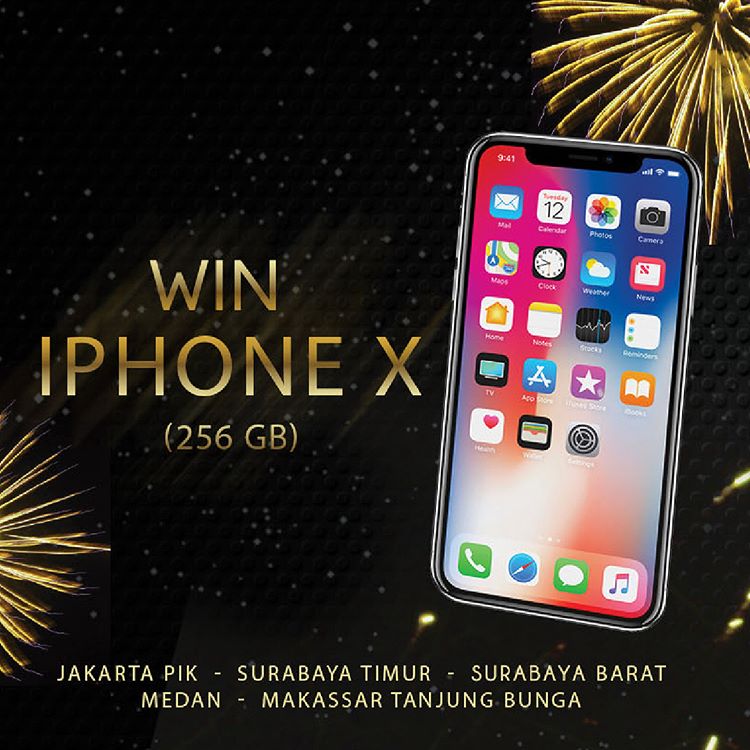 WIN
IPHONE X
(256 GB)
9:41
Mail
Tuesday
12
Calendar
Photos
Camera
Maps
Clock
Weather
News
Home
Notes
Stocks
Reminders
TV
App Store
iTunes Store
iBooks
Health
Wallet
Settings
JAKARTA PIK - SURABAYA TIMUR - SURABAYA BARAT
MEDAN - MAKASSAR TANJUNG BUNGA